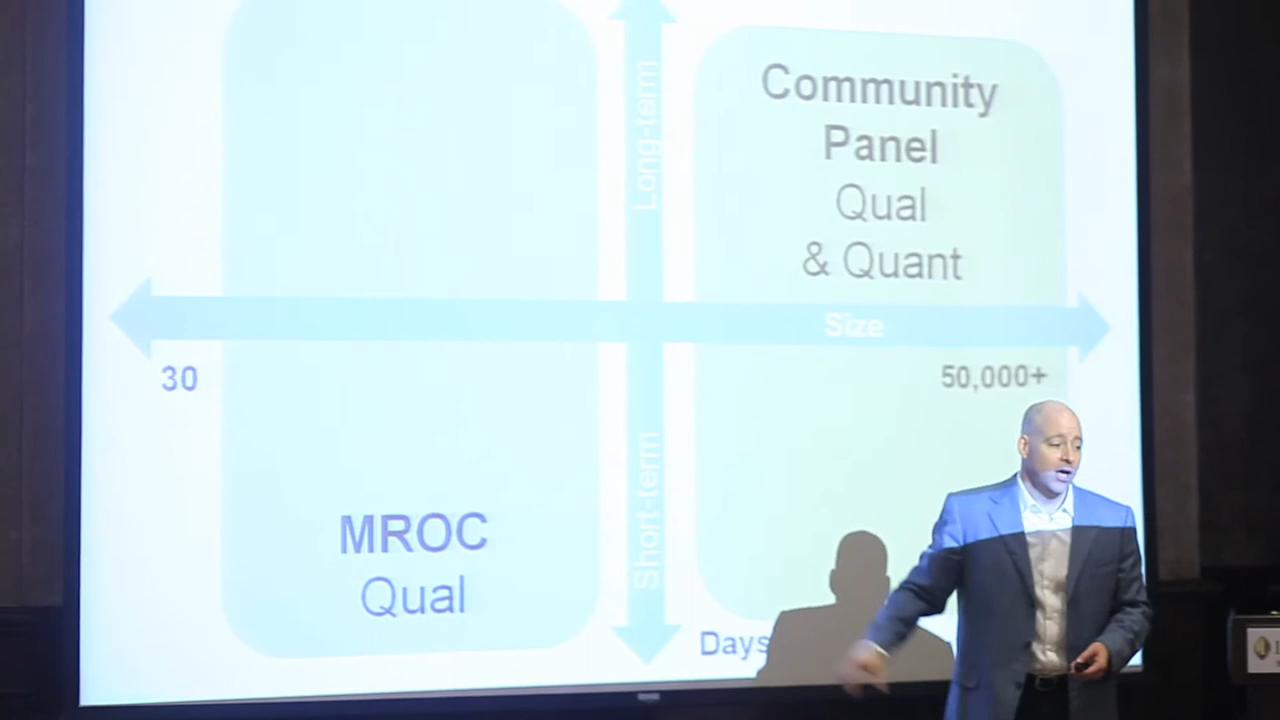 Long-term
Community
Panel
Qual
& Quant
Size
30
50,000+
Short-term
MROC
Qual
Days